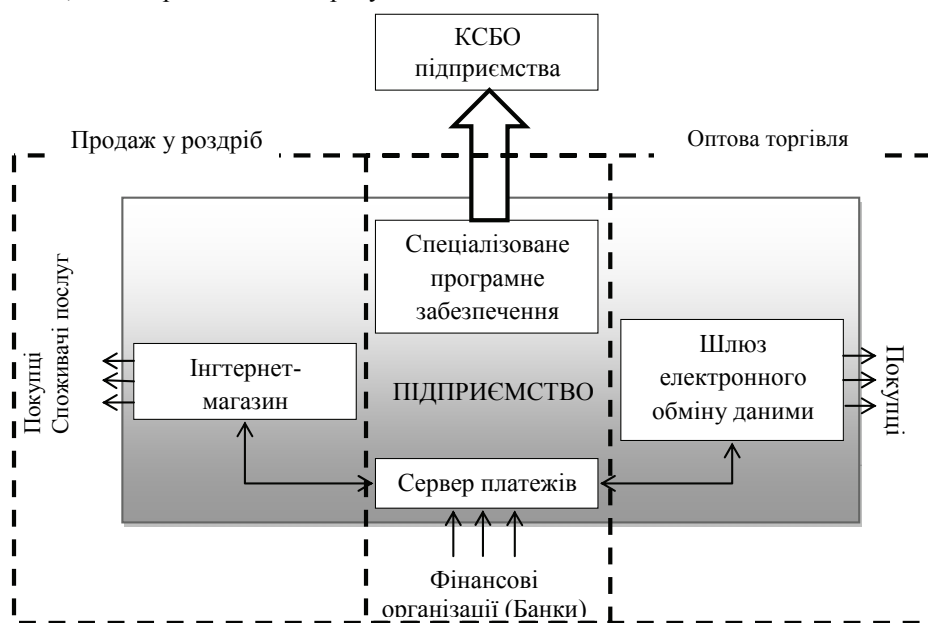 КСБО
підприємства
Продаж у роздріб
Оптова торгівля
Спеціалізоване
програмне
забезпечення
Покупці
Споживачі послуг
Інгтернет-
магазин
ПІДПРИЄМСТВО
Шлюз
електронного
обміну даними
Покупці
Сервер платежів
Фінансові
організації (Банки)